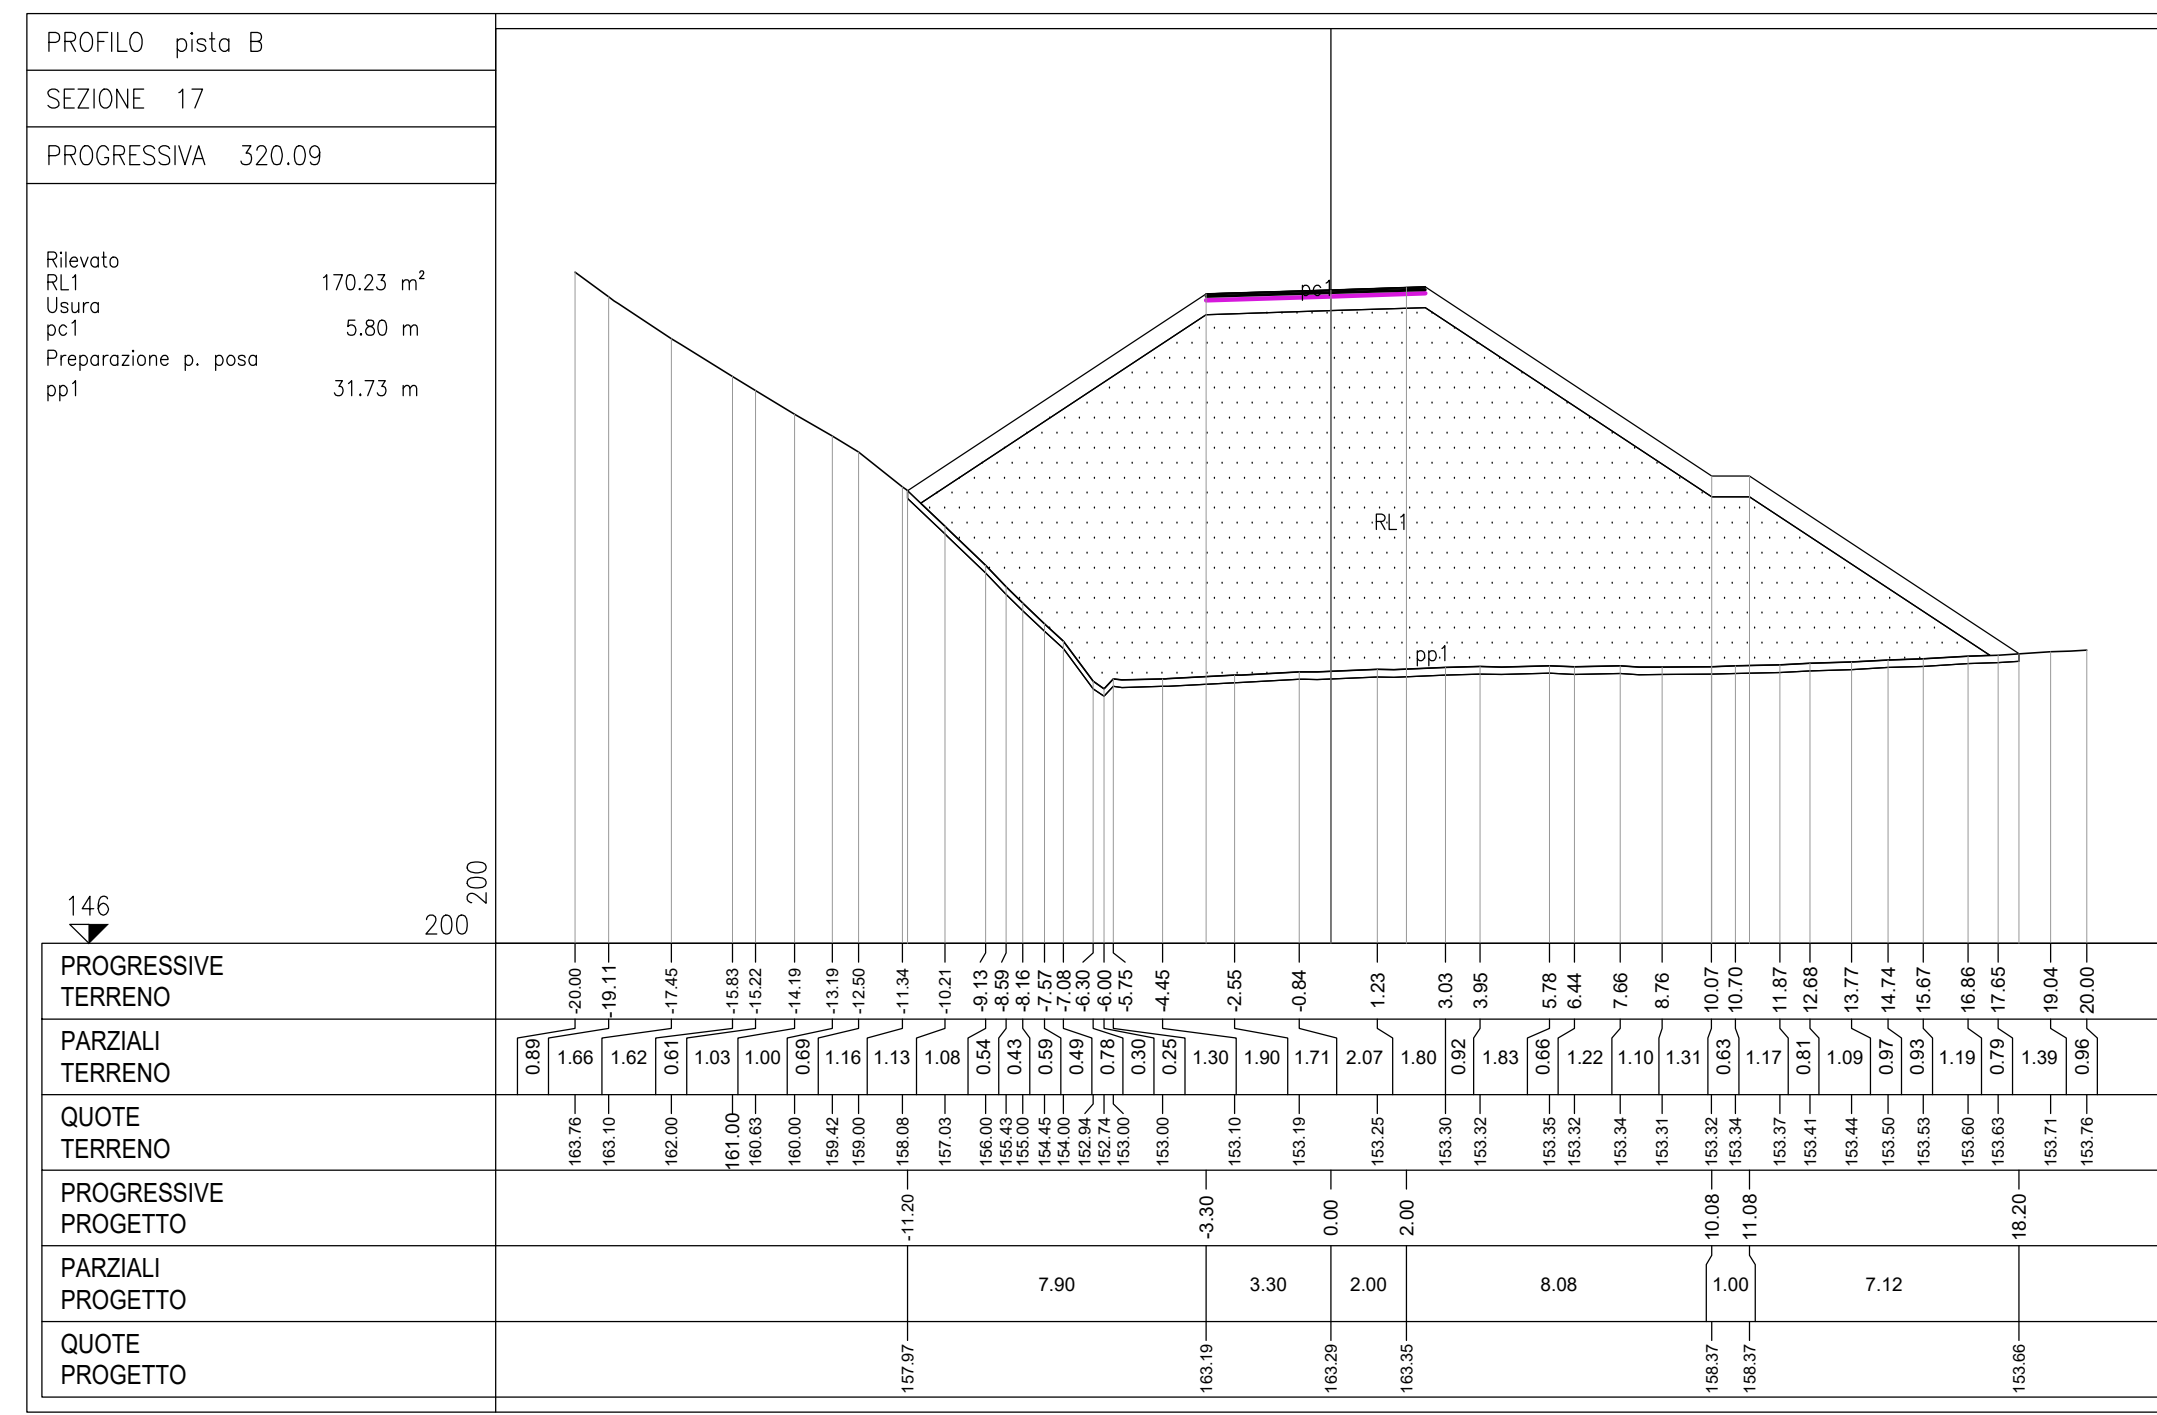 PROFILO pista B
SEZIONE 17
PROGRESSIVA 320.09
Rilevato
RL1 170.23 m²
Usura
pc1 5.80 m
Preparazione p. posa
pp1 31.73 m
pc1
RL1
pp1
200
146
200
PROGRESSIVE
TERRENO
-20.00 -19.11 -17.45 -15.83 -15.22 -14.19 -13.19 -12.50 -11.34 -10.21 -9.13 -8.59 -8.16 -7.57 -7.08 -6.30 -6.00 -5.75 -4.45 -2.55 -0.84 1.23 3.03 3.95 5.78 6.44 7.66 8.76 10.07 10.70 11.87 12.68 13.77 14.74 15.67 16.86 17.65 19.04 20.00
PARZIALI
TERRENO
0.89 1.66 1.62 0.61 1.03 1.00 0.69 1.16 1.13 1.08 0.54 0.43 0.59 0.49 0.78 0.30 0.25 1.30 1.90 1.71 2.07 1.80 0.92 1.83 0.66 1.22 1.10 1.31 0.63 1.17 0.81 1.09 0.97 0.93 1.19 0.79 1.39 0.96
QUOTE
TERRENO
163.76 163.10 162.00 161.00 160.63 160.00 159.42 159.00 158.08 157.03 156.00 155.43 155.00 154.45 154.00 152.94 152.74 153.00 153.00 153.10 153.19 153.25 153.30 153.32 153.35 153.32 153.34 153.31 153.32 153.34 153.37 153.41 153.44 153.50 153.53 153.60 153.63 153.71 153.76
PROGRESSIVE
PROGETTO
-11.20 -3.30 0.00 2.00 10.08 11.08 18.20
PARZIALI
PROGETTO
7.90 3.30 2.00 8.08 1.00 7.12
QUOTE
PROGETTO
157.97 163.19 163.29 163.35 158.37 158.37 153.66